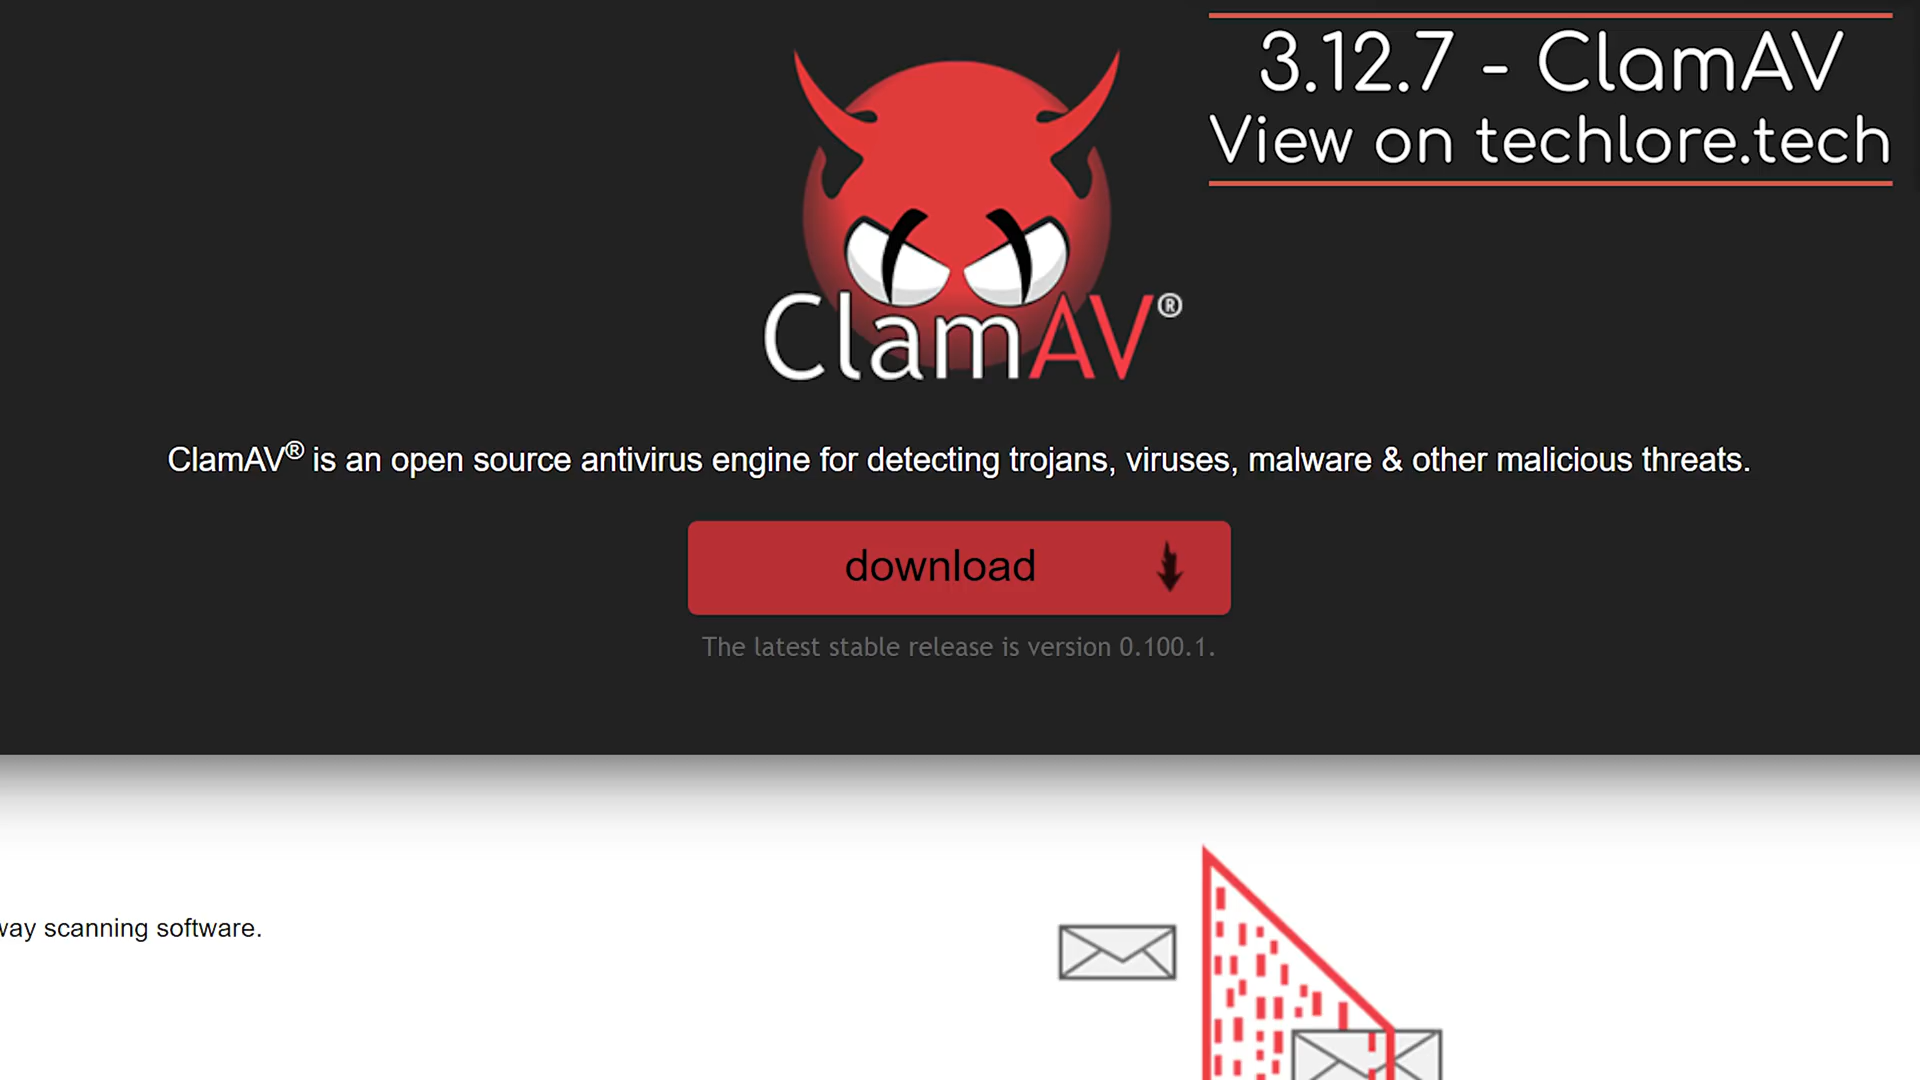 3.12.7 - ClamAV
View on techlore.tech
ClamAV®
ClamAV® is an open source antivirus engine for detecting trojans, viruses, malware & other malicious threats.
download
The latest stable release is version 0.100.1.
way scanning software.